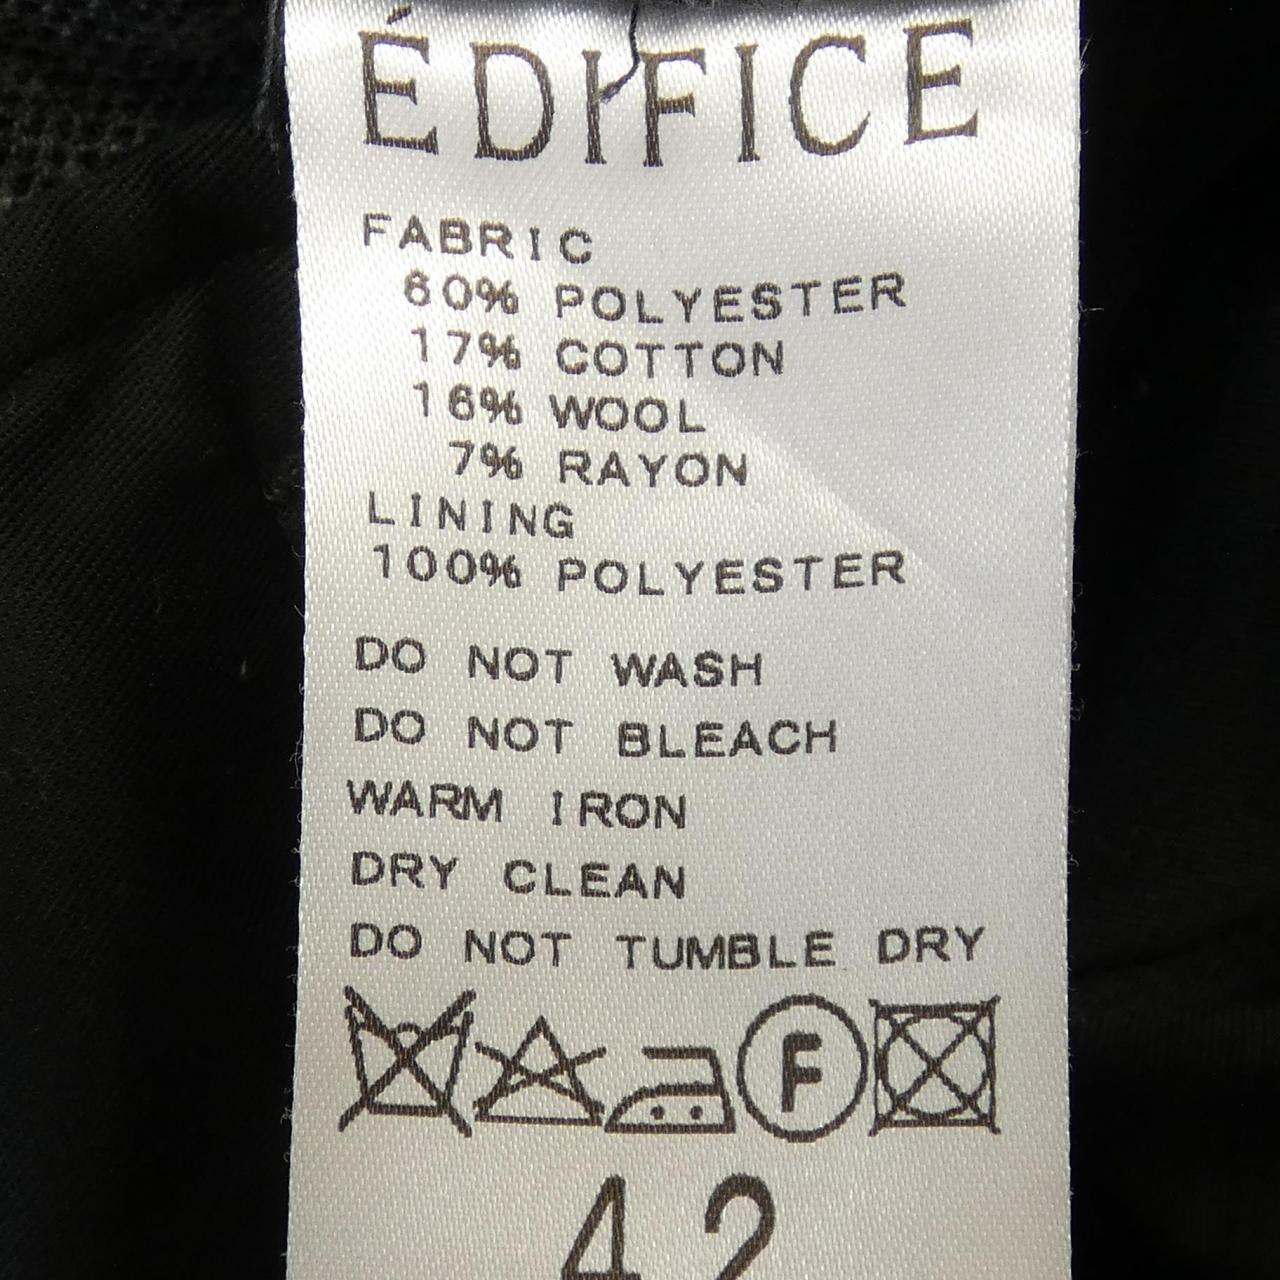 ÉDIFICE
FABRIC
60% POLYESTER
17% COTTON
16% WOOL
7% RAYON
LINING
100% POLYESTER
DO NOT WASH
DO NOT BLEACH
WARM IRON
DRY CLEAN
DO NOT TUMBLE DRY
F
42